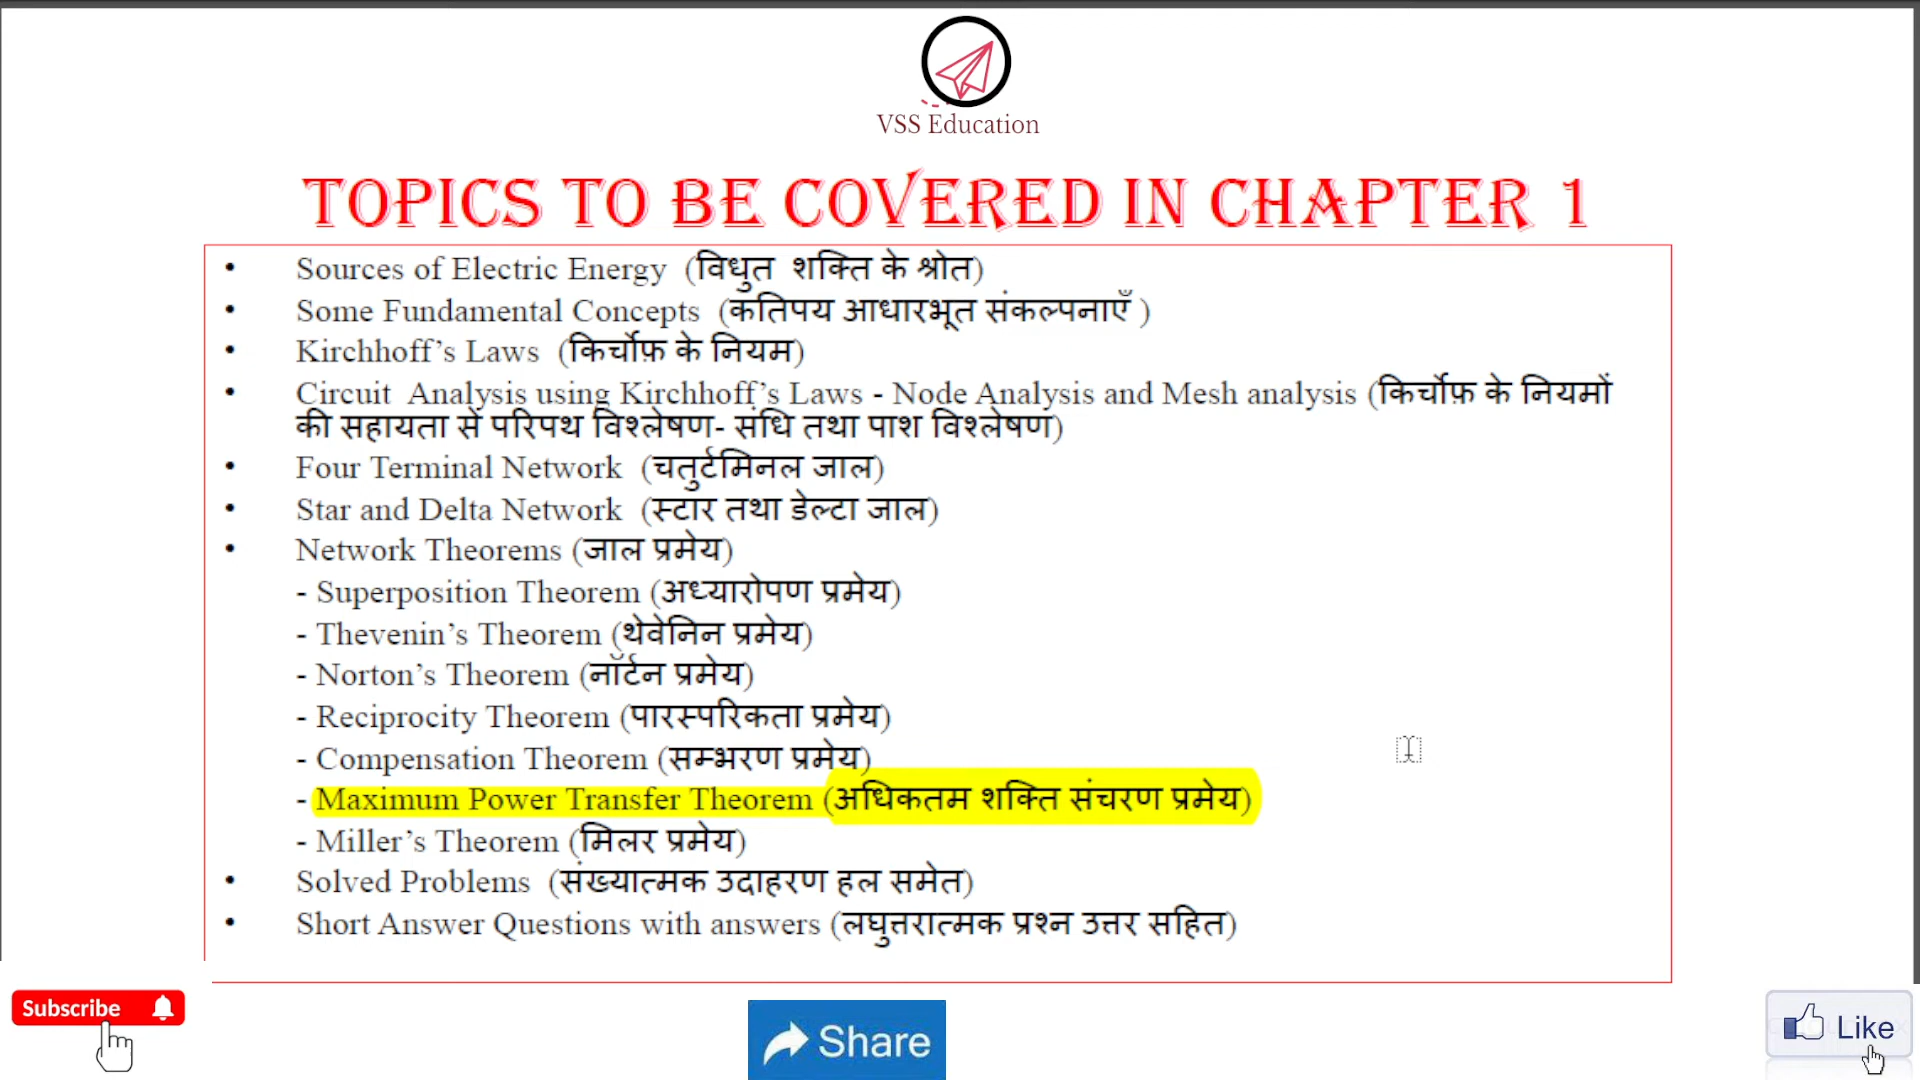 VSS Education
TOPICS TO BE COVERED IN CHAPTER 1
• Sources of Electric Energy (विधुत शक्ति के श्रोत)
• Some Fundamental Concepts (कतिपय आधारभूत संकल्पनाएँ )
• Kirchhoff’s Laws (किर्चोफ़ के नियम)
• Circuit Analysis using Kirchhoff’s Laws - Node Analysis and Mesh analysis (किर्चोफ़ के नियमों
की सहायता से परिपथ विश्लेषण- संधि तथा पाश विश्लेषण)
• Four Terminal Network (चतुर्टमिनल जाल)
• Star and Delta Network (स्टार तथा डेल्टा जाल)
• Network Theorems (जाल प्रमेय)
- Superposition Theorem (अध्यारोपण प्रमेय)
- Thevenin’s Theorem (थेवेनिन प्रमेय)
- Norton’s Theorem (नॉर्टन प्रमेय)
- Reciprocity Theorem (पारस्परिकता प्रमेय)
- Compensation Theorem (सम्भरण प्रमेय)
- Maximum Power Transfer Theorem (अधिकतम शक्ति संचरण प्रमेय)
- Miller’s Theorem (मिलर प्रमेय)
• Solved Problems (संख्यात्मक उदाहरण हल समेत)
• Short Answer Questions with answers (लघुत्तरात्मक प्रश्न उत्तर सहित)
Subscribe
Share
Like